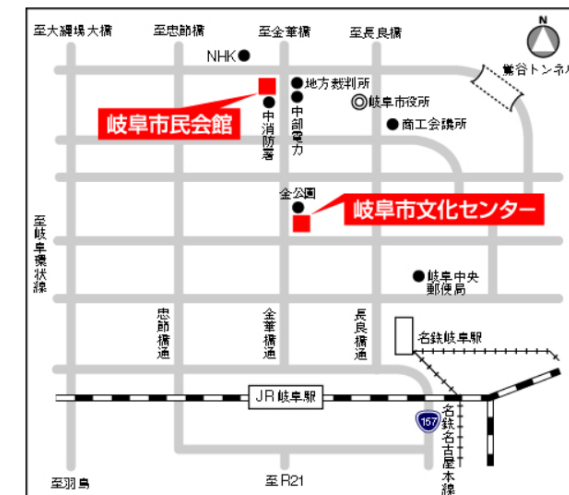 至大縄場大橋
至忠節橋
至金華橋
至長良橋
N
NHK
鶯谷トンネル
地方裁判所
岐阜市役所
岐阜市民会館
中消防署
中部電力
商工会議所
金公園
岐阜市文化センター
至岐阜環状線
岐阜中央
郵便局
忠節橋通
金華橋通
長良橋通
名鉄岐阜駅
JR岐阜駅
157
名鉄名古屋本線
至羽島
至R21